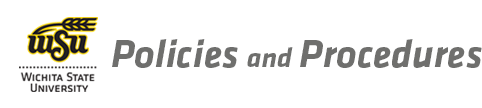 WSU
WICHITA STATE
UNIVERSITY
Policies and Procedures